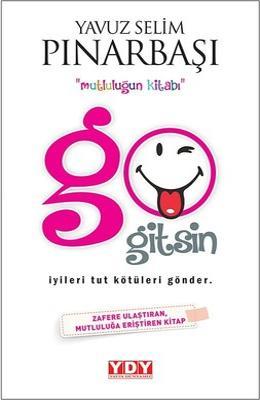 YAVUZ SELİM
PINARBAŞI
"mutluluğun kitabı"
go
gitsin
iyileri tut kötüleri gönder.
ZAFERE ULAŞTIRAN,
MUTLULUĞA ERİŞTİREN KİTAP
YDY